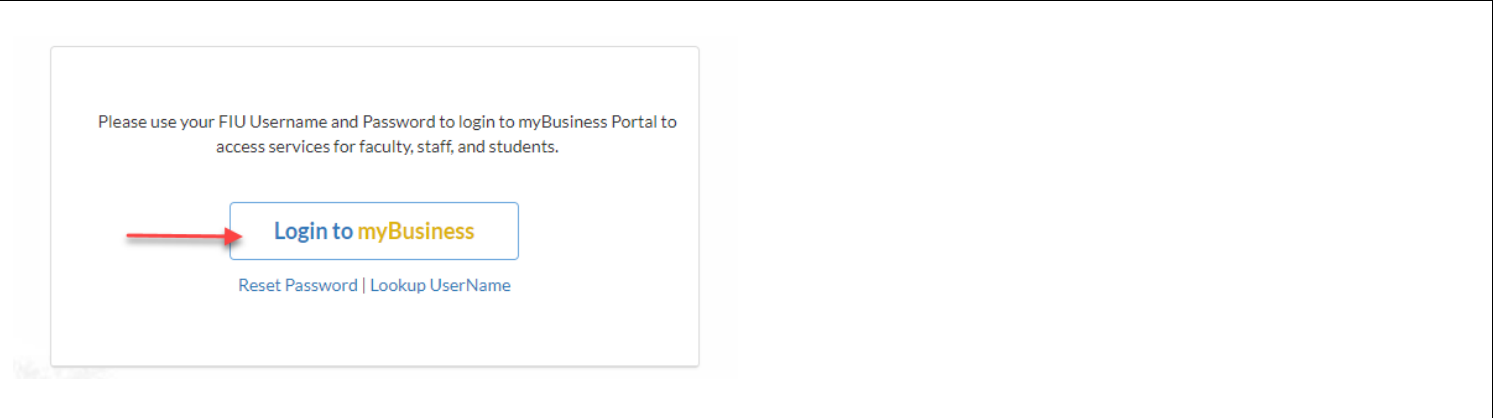 Please use your FIU Username and Password to login to myBusiness Portal to
access services for faculty, staff, and students.
Login to myBusiness
Reset Password | Lookup UserName